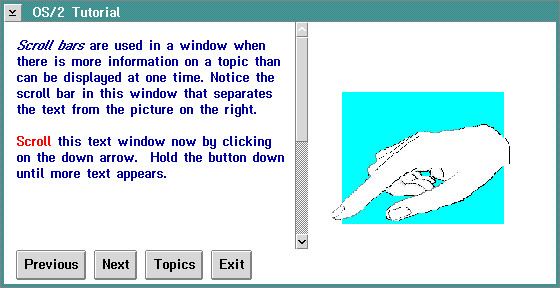 OS/2 Tutorial
Scroll bars are used in a window when
there is more information on a topic than
can be displayed at one time. Notice the
scroll bar in this window that separates
the text from the picture on the right.
Scroll this text window now by clicking
on the down arrow.  Hold the button down
until more text appears.
Previous Next Topics Exit